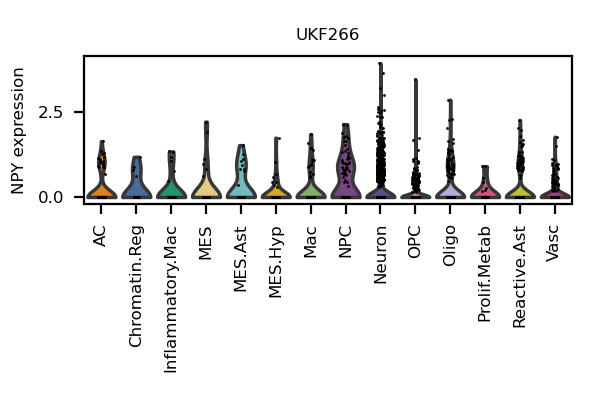 UKF266
NPY expression
2.5
0.0
AC
Chromatin.Reg
Inflammatory.Mac
MES
MES.Ast
MES.Hyp
Mac
NPC
Neuron
OPC
Oligo
Prolif.Metab
Reactive.Ast
Vasc